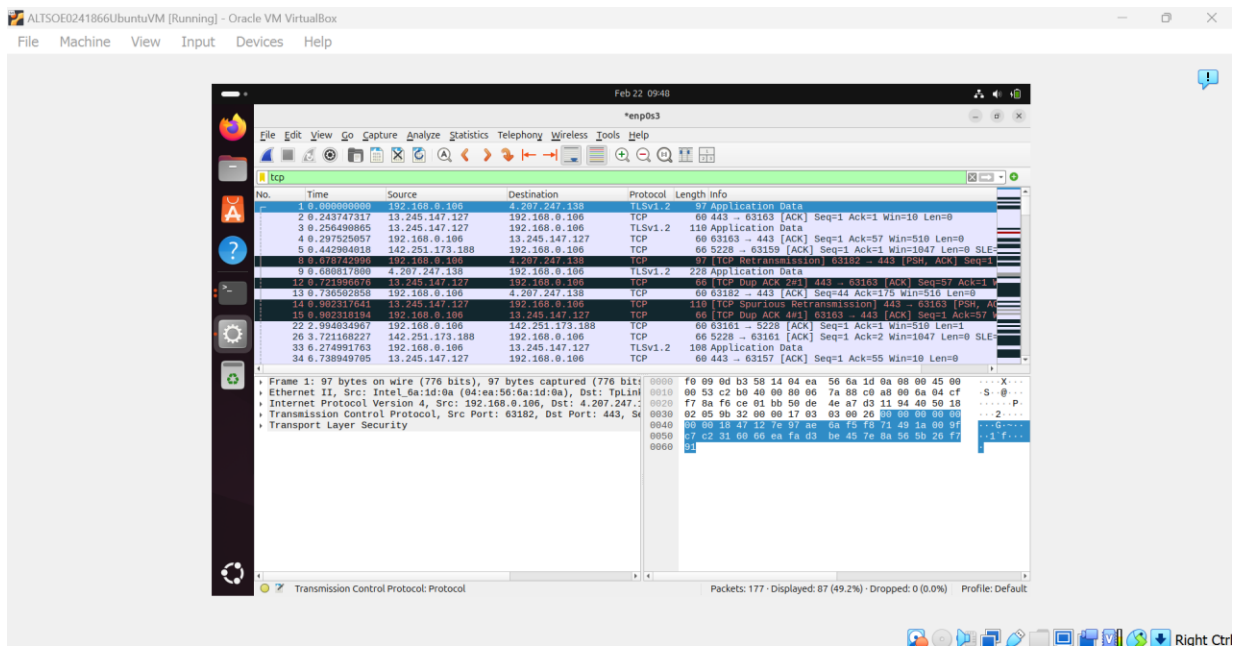 ALTSOE0241866UbuntuVM [Running] - Oracle VM VirtualBox
File Machine View Input Devices Help
Feb 22 09:48
*enp0s3
File Edit View Go Capture Analyze Statistics Telephony Wireless Tools Help
tcp
No. Time Source Destination Protocol Length Info
1 0.000000000 192.168.0.106 4.207.247.138 TLSv1.2 97 Application Data
2 0.243747317 13.245.147.127 192.168.0.106 TCP 60 443 → 63163 [ACK] Seq=1 Ack=1 Win=10 Len=0
3 0.256490865 13.245.147.127 192.168.0.106 TLSv1.2 110 Application Data
4 0.297525057 192.168.0.106 13.245.147.127 TCP 60 63163 → 443 [ACK] Seq=1 Ack=57 Win=510 Len=0
5 0.442904018 142.251.173.188 192.168.0.106 TCP 66 5228 → 63159 [ACK] Seq=1 Ack=1 Win=1047 Len=0 SLE=
8 0.678742996 192.168.0.106 4.207.247.138 TCP 97 [TCP Retransmission] 63182 → 443 [PSH, ACK] Seq=1
9 0.680817800 4.207.247.138 192.168.0.106 TLSv1.2 228 Application Data
12 0.721996676 13.245.147.127 192.168.0.106 TCP 66 [TCP Dup ACK 2#1] 443 → 63163 [ACK] Seq=57 Ack=1
13 0.736502858 192.168.0.106 4.207.247.138 TCP 60 63182 → 443 [ACK] Seq=44 Ack=175 Win=516 Len=0
14 0.902317641 13.245.147.127 192.168.0.106 TCP 110 [TCP Spurious Retransmission] 443 → 63163 [PSH,
15 0.902318194 192.168.0.106 13.245.147.127 TCP 66 [TCP Dup ACK 4#1] 63163 → 443 [ACK] Seq=1 Ack=57
22 2.994034967 192.168.0.106 142.251.173.188 TCP 60 63161 → 5228 [ACK] Seq=1 Ack=1 Win=510 Len=1
26 3.721168227 142.251.173.188 192.168.0.106 TCP 66 5228 → 63161 [ACK] Seq=1 Ack=2 Win=1047 Len=0 SLE=
33 6.274991763 192.168.0.106 13.245.147.127 TLSv1.2 108 Application Data
34 6.738949705 13.245.147.127 192.168.0.106 TCP 60 443 → 63157 [ACK] Seq=1 Ack=55 Win=10 Len=0
Frame 1: 97 bytes on wire (776 bits), 97 bytes captured (776 bits
Ethernet II, Src: Intel_6a:1d:0a (04:ea:56:6a:1d:0a), Dst: TpLink
Internet Protocol Version 4, Src: 192.168.0.106, Dst: 4.207.247.1
Transmission Control Protocol, Src Port: 63182, Dst Port: 443, Se
Transport Layer Security
0000 f0 09 0d b3 58 14 04 ea 56 6a 1d 0a 08 00 45 00 ····X···
0010 00 53 c2 b0 40 00 80 06 7a 88 c0 a8 00 6a 04 cf ·S··@···
0020 f7 8a f6 ce 01 bb 50 de 4e a7 d3 11 94 40 50 18 ······P·
0030 02 05 9b 32 00 00 17 03 03 00 26 00 00 00 00 00 ···2····
0040 00 00 18 47 12 7e 97 ae 6a f5 f8 71 49 1a 00 9f ···G·~··
0050 c7 c2 31 60 66 ea fa d3 be 45 7e 8a 56 5b 26 f7 ··1`f···
0060 91 ·
Transmission Control Protocol: Protocol
Packets: 177 · Displayed: 87 (49.2%) · Dropped: 0 (0.0%) Profile: Default
Right Ctrl